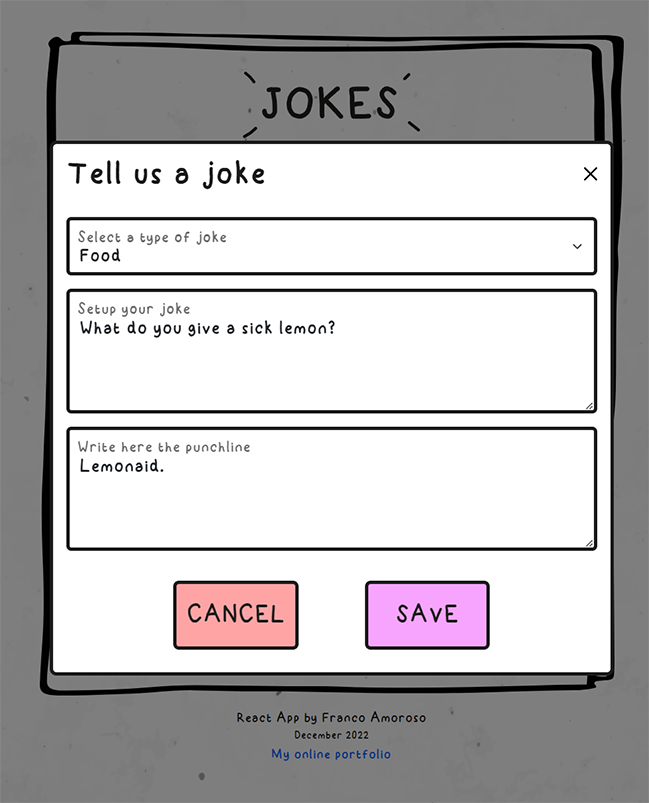 JOKES
Tell us a joke
Select a type of joke
Food
Setup your joke
What do you give a sick lemon?
Write here the punchline
Lemonaid.
CANCEL SAVE
React App by Franco Amoroso
December 2022
My online portfolio